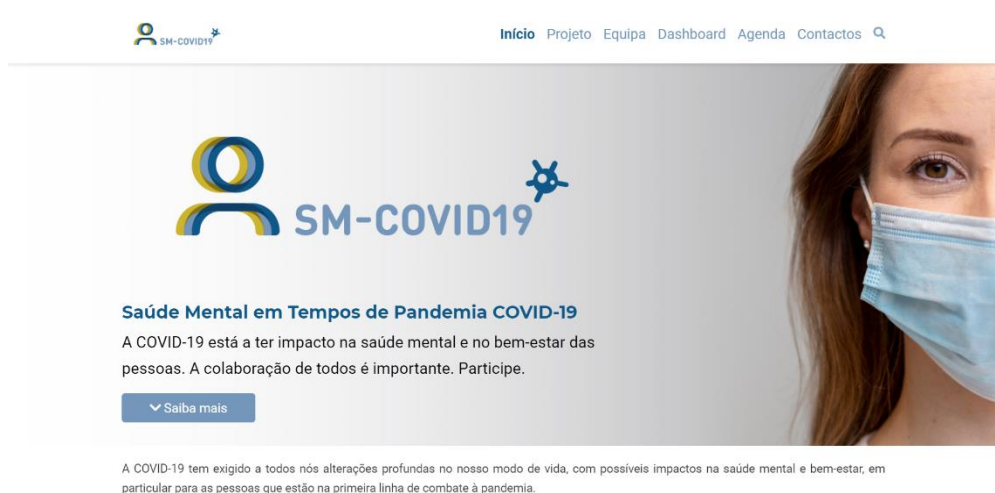 SM-COVID19
Início Projeto Equipa Dashboard Agenda Contactos
SM-COVID19
Saúde Mental em Tempos de Pandemia COVID-19
A COVID-19 está a ter impacto na saúde mental e no bem-estar das
pessoas. A colaboração de todos é importante. Participe.
Saiba mais
A COVID-19 tem exigido a todos nós alterações profundas no nosso modo de vida, com possíveis impactos na saúde mental e bem-estar, em
particular para as pessoas que estão na primeira linha de combate à pandemia.